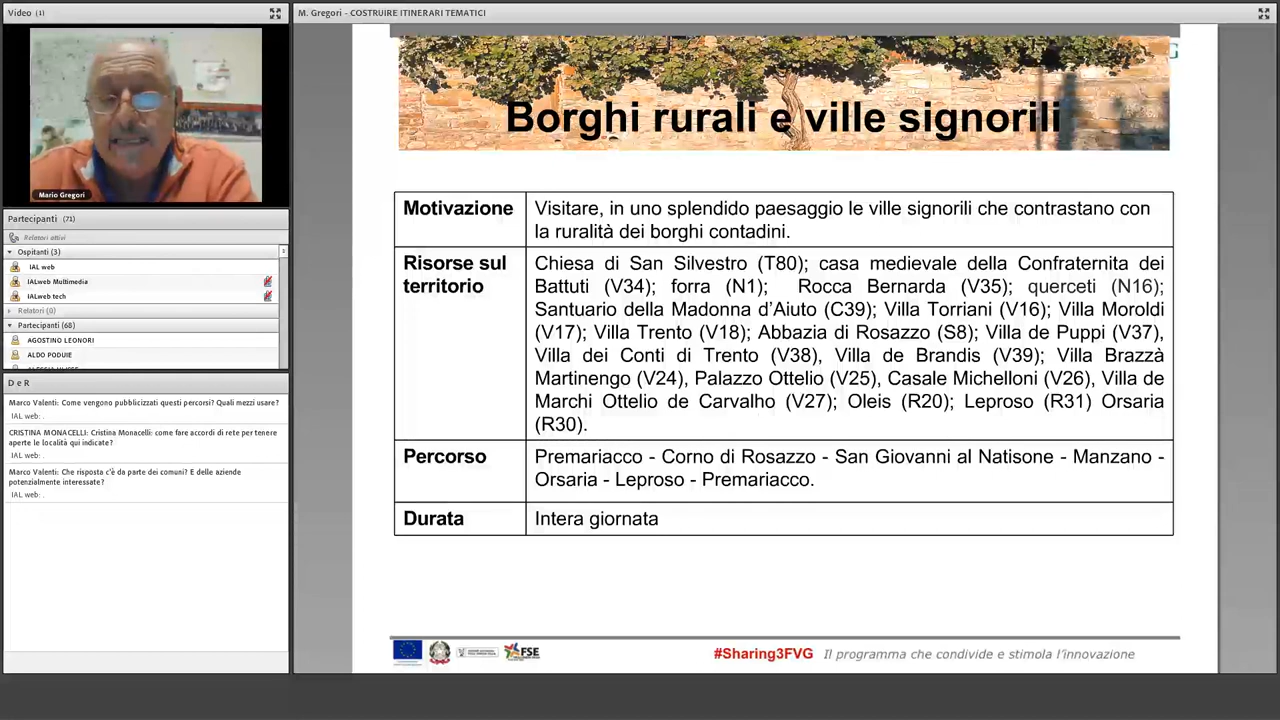 Video (1)
Mario Gregori
Partecipanti (71)
Relatori attivi
Ospitanti (3)
IAL web
IALweb Multimedia
IALweb tech
Relatori (0)
Partecipanti (68)
AGOSTINO LEONORI
ALDO PODUIE
D e R
Marco Valenti: Come vengono pubblicizzati questi percorsi? Quali mezzi usare?
IAL web: .
CRISTINA MONACELLI: Cristina Monacelli: come fare accordi di rete per tenere
aperte le località qui indicate?
IAL web: .
Marco Valenti: Che risposta c'è da parte dei comuni? E delle aziende
potenzialmente interessate?
IAL web: .
M. Gregori - COSTRUIRE ITINERARI TEMATICI
Borghi rurali e ville signorili
Motivazione
Visitare, in uno splendido paesaggio le ville signorili che contrastano con
la ruralità dei borghi contadini.
Risorse sul
territorio
Chiesa di San Silvestro (T80); casa medievale della Confraternita dei
Battuti (V34); forra (N1); Rocca Bernarda (V35); querceti (N16);
Santuario della Madonna d'Aiuto (C39); Villa Torriani (V16); Villa Moroldi
(V17); Villa Trento (V18); Abbazia di Rosazzo (S8); Villa de Puppi (V37),
Villa dei Conti di Trento (V38), Villa de Brandis (V39); Villa Brazzà
Martinengo (V24), Palazzo Ottelio (V25), Casale Michelloni (V26), Villa de
Marchi Ottelio de Carvalho (V27); Oleis (R20); Leproso (R31) Orsaria
(R30).
Percorso
Premariacco - Corno di Rosazzo - San Giovanni al Natisone - Manzano -
Orsaria - Leproso - Premariacco.
Durata
Intera giornata
FSE
#Sharing3FVG Il programma che condivide e stimola l'innovazione